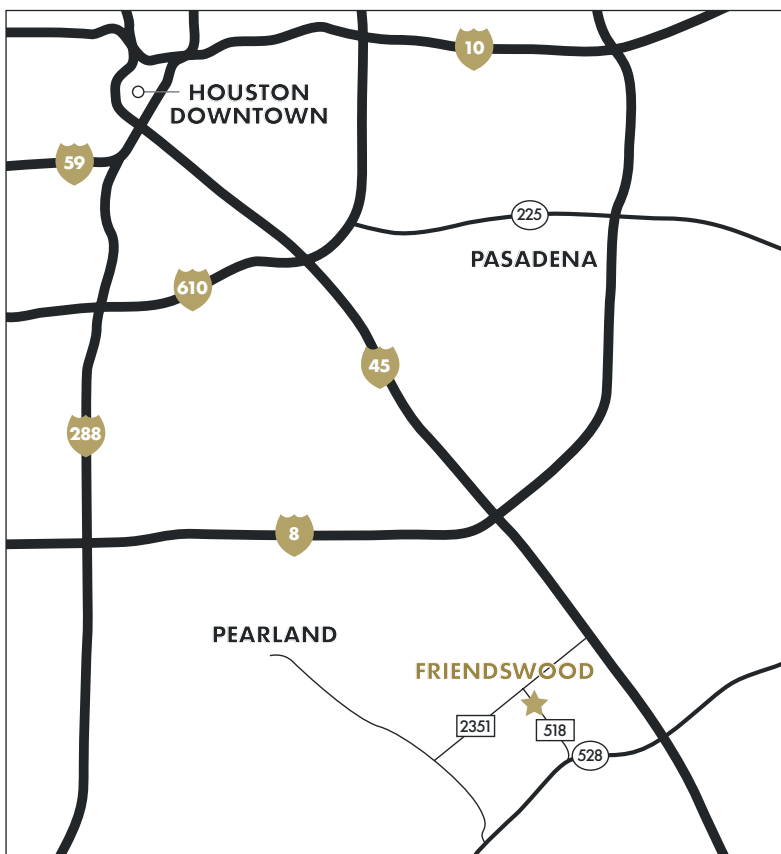 10
HOUSTON
DOWNTOWN
59
225
PASADENA
610
45
288
8
PEARLAND
FRIENDSWOOD
2351
518
528